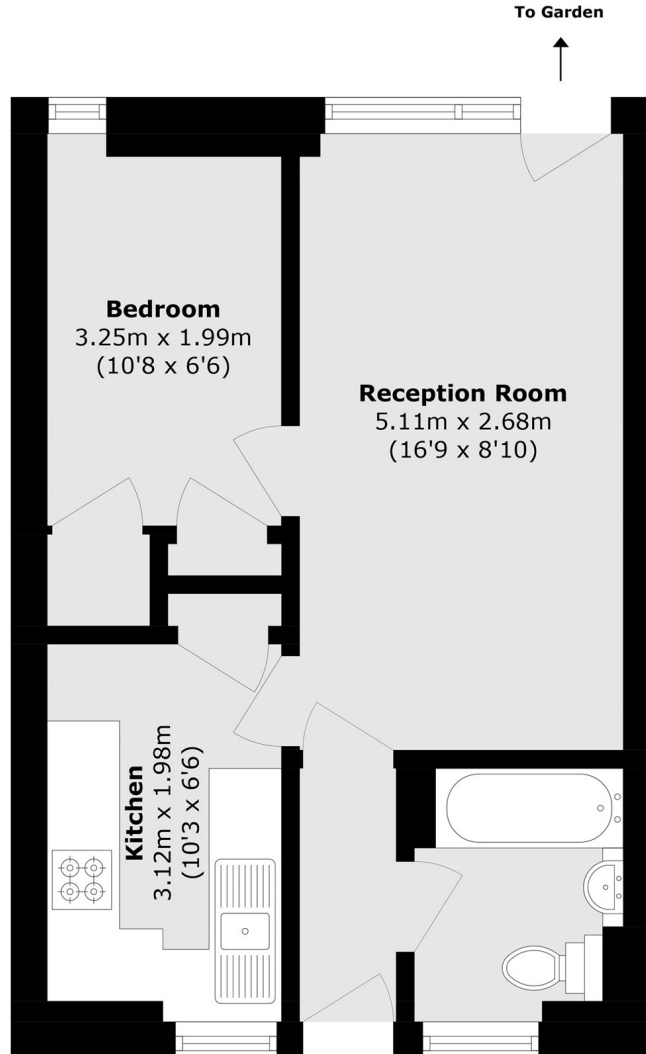 To Garden
Bedroom
3.25m x 1.99m
(10'8 x 6'6)
Reception Room
5.11m x 2.68m
(16'9 x 8'10)
Kitchen
3.12m x 1.98m
(10'3 x 6'6)